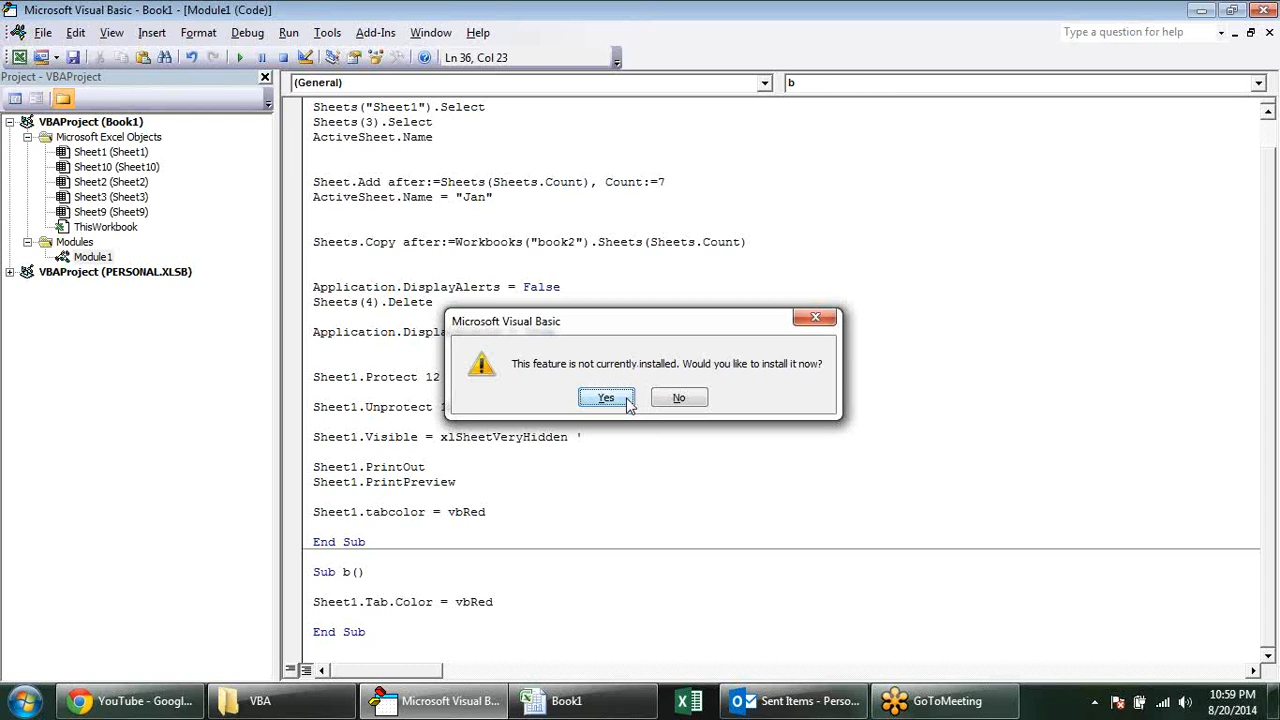 Microsoft Visual Basic - Book1 - [Module1 (Code)]
File Edit View Insert Format Debug Run Tools Add-Ins Window Help
Type a question for help
Ln 36, Col 23
Project - VBAProject
(General)
b
VBAProject (Book1)
Microsoft Excel Objects
Sheet1 (Sheet1)
Sheet10 (Sheet10)
Sheet2 (Sheet2)
Sheet3 (Sheet3)
Sheet9 (Sheet9)
ThisWorkbook
Modules
Module1
VBAProject (PERSONAL.XLSB)
Sheets("Sheet1").Select
Sheets(3).Select
ActiveSheet.Name
Sheet.Add after:=Sheets(Sheets.Count), Count:=7
ActiveSheet.Name = "Jan"
Sheets.Copy after:=Workbooks("book2").Sheets(Sheets.Count)
Application.DisplayAlerts = False
Sheets(4).Delete
Application.Displ
Sheet1.Protect 12
Sheet1.Unprotect
Sheet1.Visible = xlSheetVeryHidden '
Sheet1.PrintOut
Sheet1.PrintPreview
Sheet1.tabcolor = vbRed
End Sub
Sub b()
Sheet1.Tab.Color = vbRed
End Sub
Microsoft Visual Basic
This feature is not currently installed. Would you like to install it now?
Yes
No
YouTube - Googl...
VBA
Microsoft Visual B...
Book1
Sent Items - Perso...
GoToMeeting
10:59 PM
8/20/2014